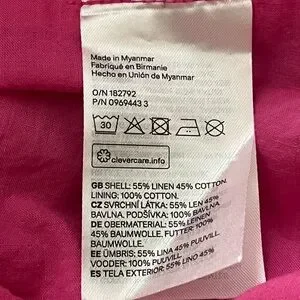 Made in Myanmar
Fabriqué en Birmanie
Hecho en Unión de Myanmar
O/N 182792
P/N 0969443 3
30
clevercare.info
GB SHELL: 55% LINEN 45% COTTON.
LINING: 100% COTTON.
CZ SVRCHNÍ LÁTKA: 55% LEN 45%
BAVLNA. PODŠÍVKA: 100% BAVLNA.
DE OBERMATERIAL: 55% LEINEN
45% BAUMWOLLE. FUTTER: 100%
BAUMWOLLE.
EE ÜMBRIS: 55% LINA 45% PUUVILL.
VOODER: 100% PUUVILL.
ES TELA EXTERIOR: 55% LINO 45%